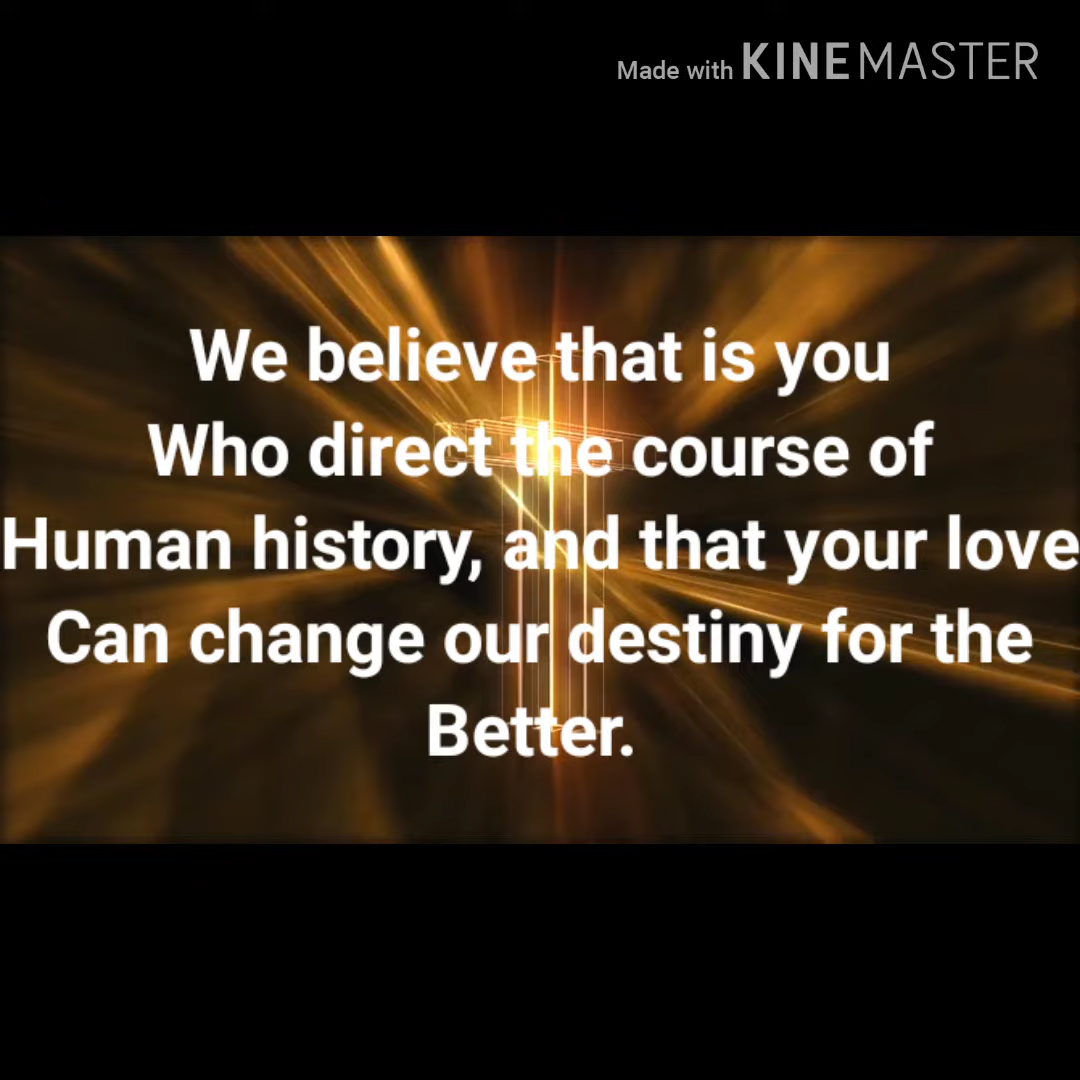 Made with KINEMASTER
We believe that is you
Who direct the course of
Human history, and that your love
Can change our destiny for the
Better.